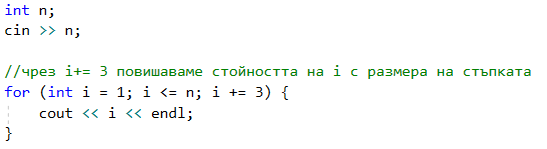 int n;
cin >> n;
//чрез i+= 3 повишаваме стойността на i с размера на стъпката
for (int i = 1; i <= n; i += 3) {
cout << i << endl;
}